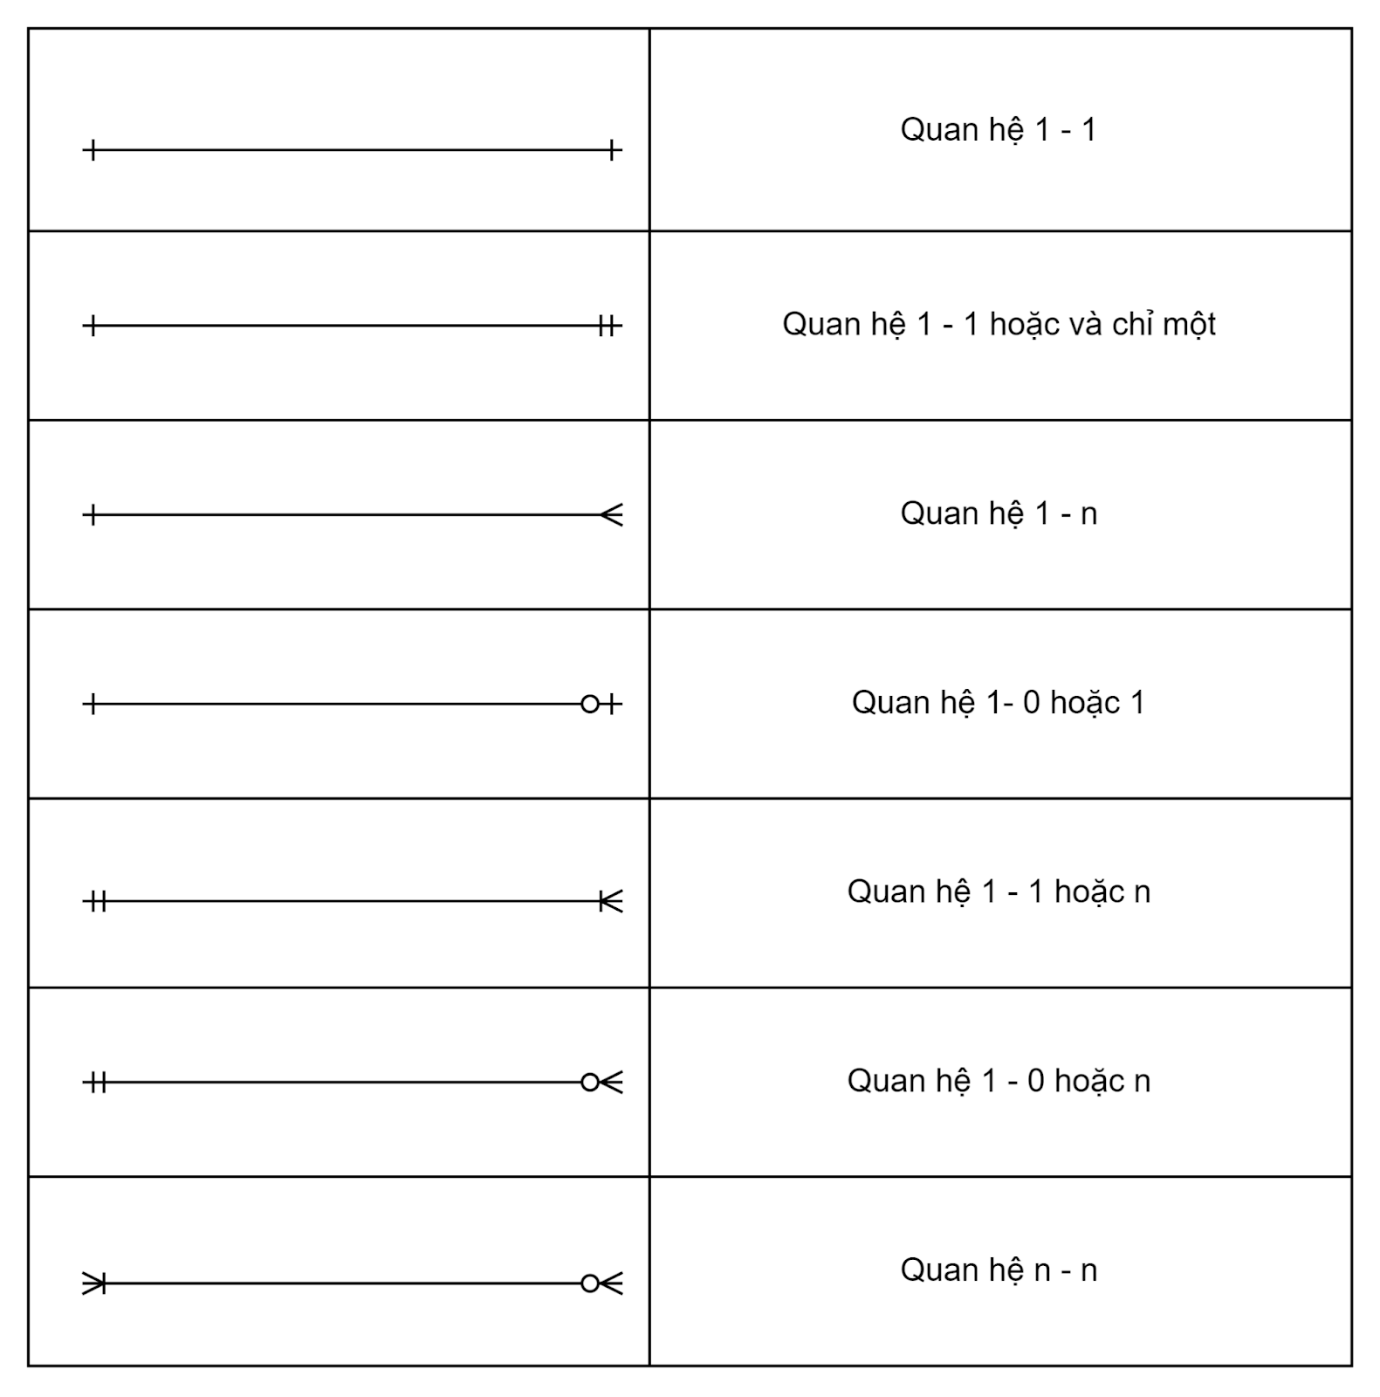 Quan hệ 1 - 1
Quan hệ 1 - 1 hoặc và chỉ một
Quan hệ 1 - n
Quan hệ 1- 0 hoặc 1
Quan hệ 1 - 1 hoặc n
Quan hệ 1 - 0 hoặc n
Quan hệ n - n